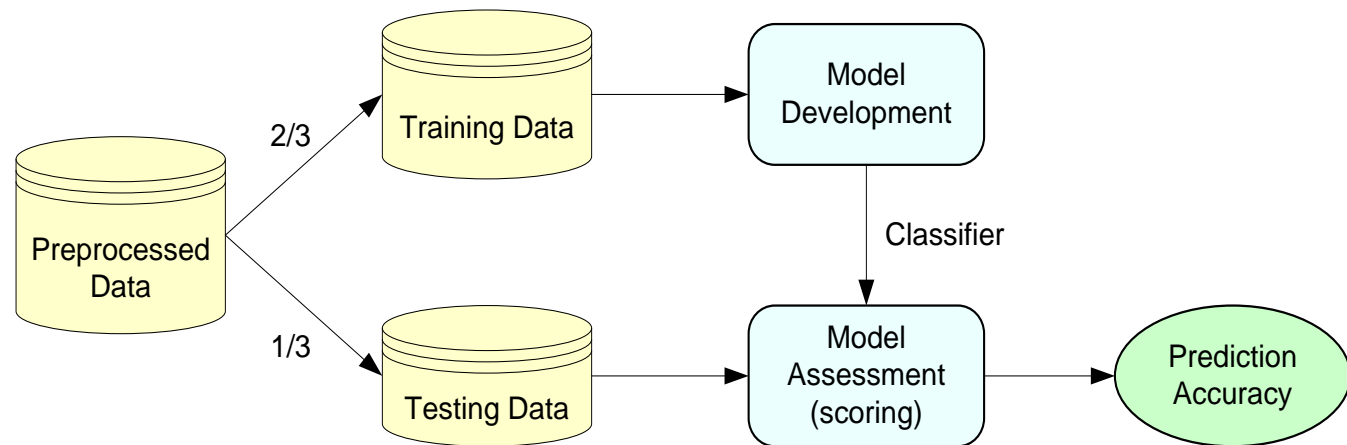 Preprocessed
Data
2/3
1/3
Training Data
Testing Data
Model
Development
Classifier
Model
Assessment
(scoring)
Prediction
Accuracy